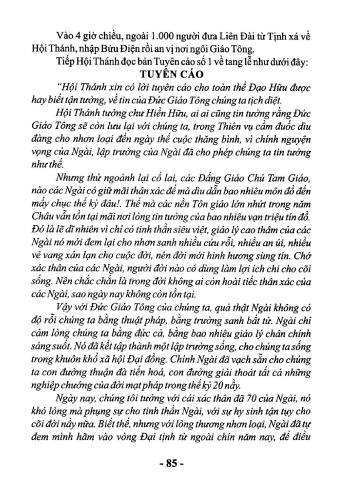 Vào 4 giờ chiều, ngoài 1.000 người đưa Liên Đài từ Tịnh xá về
Hội Thánh, nhập Bửu Điện rồi an vị nơi ngôi Giáo Tông.
Tiếp Hội Thánh đọc bản Tuyên cáo số 1 về tang lễ như dưới đây:
TUYÊN CÁO
“Hội Thánh xin có lời tuyên cáo cho toàn thể Đạo Hữu được
hay biết tận tường, về tin của Đức Giáo Tông chúng ta tịch diệt.
Hội Thánh tưởng chư Hiền Hữu, ai ai cũng tin tưởng rằng Đức
Giáo Tông sẽ còn lưu lại với chúng ta, trong Thiên vụ cầm đuốc dìu
đàng cho nhơn loại đến ngày thế cuộc thăng bình, vì chính nguyện
vọng của Ngài, lập trường của Ngài đã cho phép chúng ta tin tưởng
như thế.
Nhưng thử ngoảnh lại cổ lai, các Đấng Giáo Chủ Tam Giáo,
nào các Ngài có giữ mãi thân xác để mà dìu dẫn bao nhiêu môn đồ đến
mấy chục thế kỷ đâu!. Thế mà các nền Tôn giáo lớn nhứt trong năm
Châu vẫn tồn tại mãi nơi lòng tin tưởng của bao nhiêu vạn triệu tín đồ.
Đó là lẽ dĩ nhiên vì chỉ có tinh thần siêu việt, giáo lý cao thâm của các
Ngài nó mới đem lại cho nhơn sanh nhiều cứu rỗi, nhiều an ủi, nhiều
vẻ vang xán lạn cho cuộc đời, nên đời mới hình hương sùng tín. Chớ
xác thân của các Ngài, người đời nào có dùng làm lợi ích chi cho cõi
sống. Nên chắc chắn là trong đời không ai còn hoài tiếc thân xác của
các Ngài, sao ngày nay không còn tồn tại.
Vậy với Đức Giáo Tông của chúng ta, quả thật Ngài không có
độ rỗi chúng ta bằng thuật pháp, bằng trường sanh bất tử. Ngài chỉ
cảm lòng chúng ta bằng đức cả, bằng bao nhiêu giáo lý chân chính
sáng suốt. Nó đã kết tập thành một lập trường sống, cho chúng ta sống
trong khuôn khổ xã hội Đại đồng. Chính Ngài đã vạch sẵn cho chúng
ta con đường thuận đà tiến hoá, con đường giải thoát tất cả những
nghiệp chướng của đời mạt pháp trong thế kỷ 20 nầy.
Ngày nay, chúng tôi tưởng với cái xác thân đã 70 của Ngài, nó
khó lòng mà phụng sự cho tinh thần Ngài, với sự hy sinh tận tụy cho
cõi đời nầy nữa. Biết thế, nhưng với lòng thương nhơn loại, Ngài đã tự
đem mình hãm vào vòng Đại tịnh từ ngoài chín năm nay, để điều
- 85 -